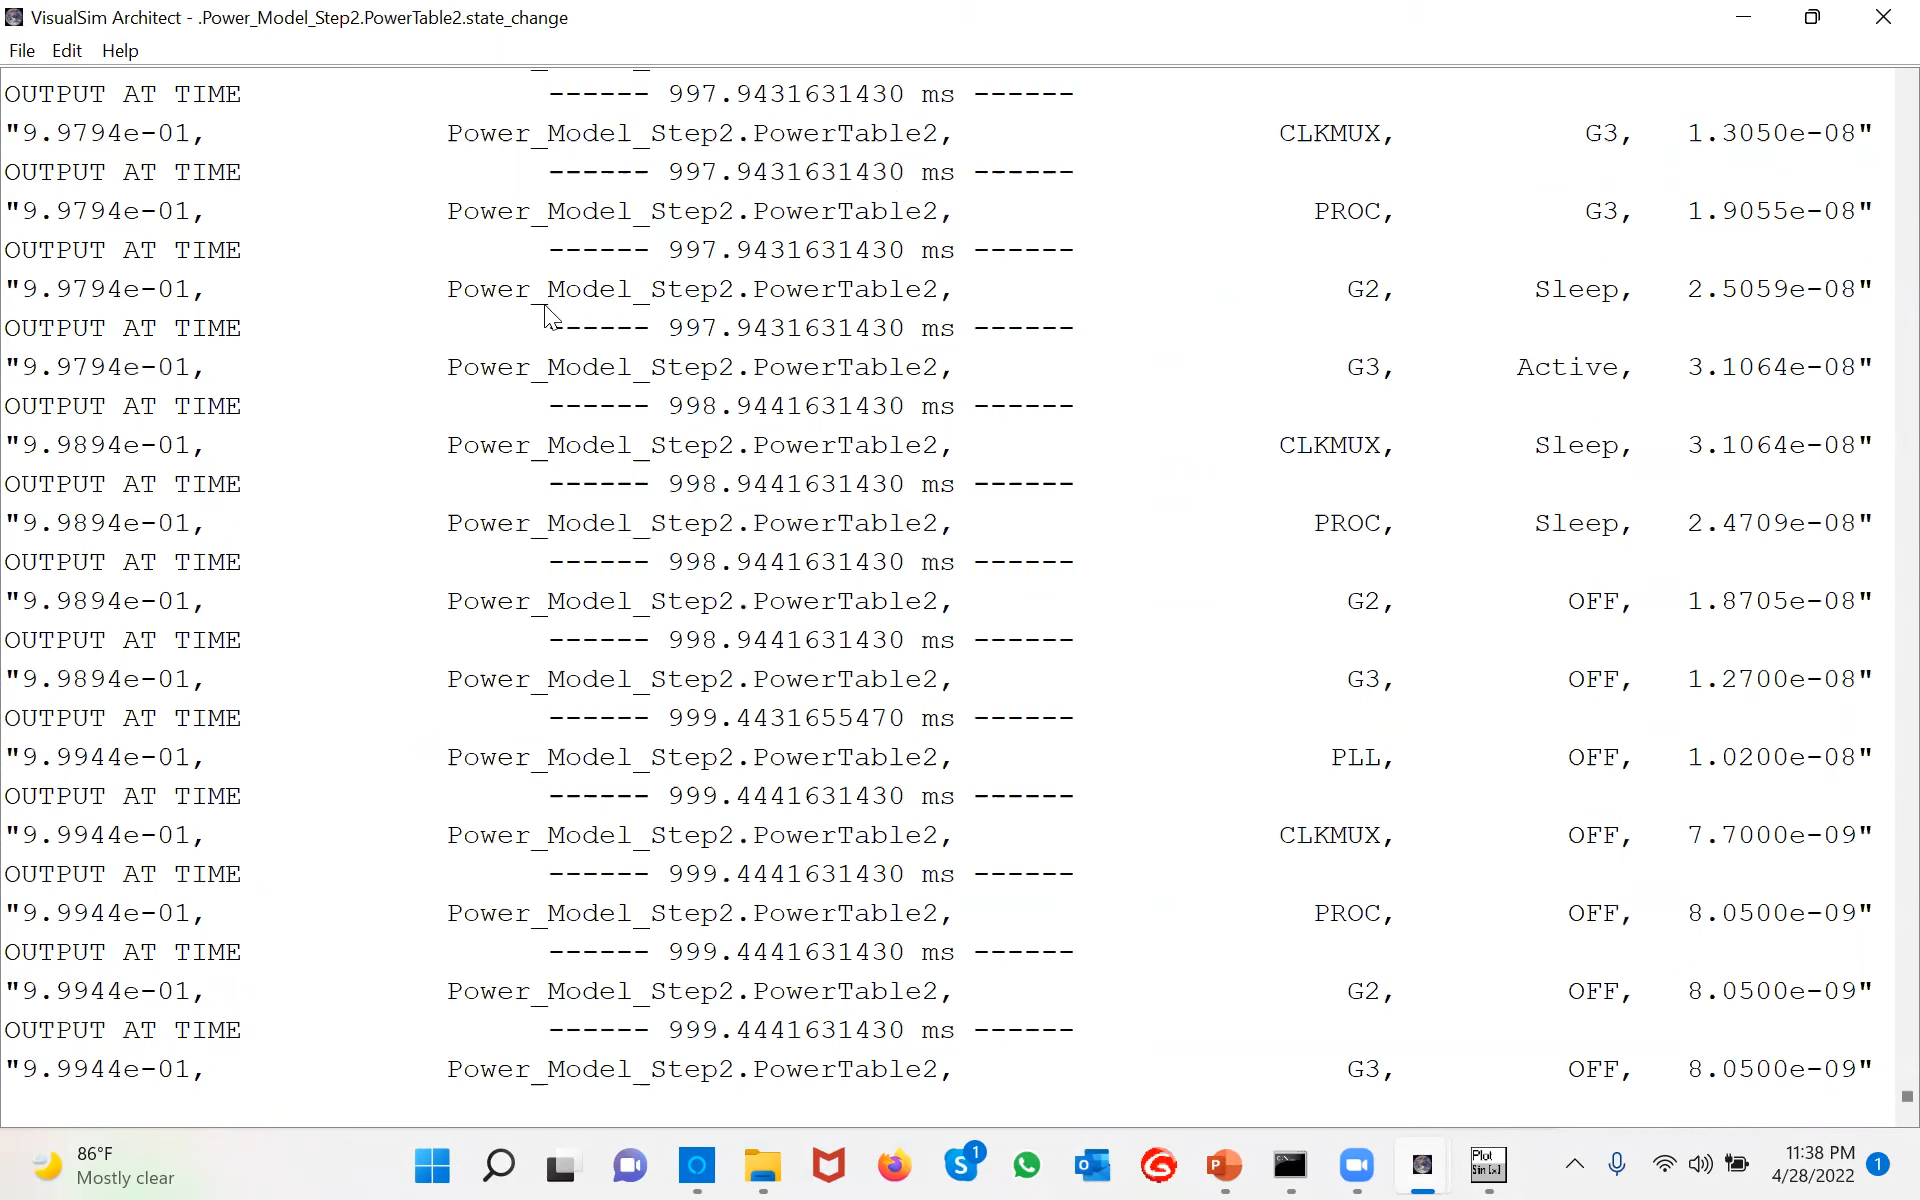 VisualSim Architect - .Power_Model_Step2.PowerTable2.state_change
File Edit Help
OUTPUT AT TIME ------ 997.9431631430 ms ------
"9.9794e-01, Power_Model_Step2.PowerTable2, CLKMUX, G3, 1.3050e-08"
OUTPUT AT TIME ------ 997.9431631430 ms ------
"9.9794e-01, Power_Model_Step2.PowerTable2, PROC, G3, 1.9055e-08"
OUTPUT AT TIME ------ 997.9431631430 ms ------
"9.9794e-01, Power_Model_Step2.PowerTable2, G2, Sleep, 2.5059e-08"
OUTPUT AT TIME ------ 997.9431631430 ms ------
"9.9794e-01, Power_Model_Step2.PowerTable2, G3, Active, 3.1064e-08"
OUTPUT AT TIME ------ 998.9441631430 ms ------
"9.9894e-01, Power_Model_Step2.PowerTable2, CLKMUX, Sleep, 3.1064e-08"
OUTPUT AT TIME ------ 998.9441631430 ms ------
"9.9894e-01, Power_Model_Step2.PowerTable2, PROC, Sleep, 2.4709e-08"
OUTPUT AT TIME ------ 998.9441631430 ms ------
"9.9894e-01, Power_Model_Step2.PowerTable2, G2, OFF, 1.8705e-08"
OUTPUT AT TIME ------ 998.9441631430 ms ------
"9.9894e-01, Power_Model_Step2.PowerTable2, G3, OFF, 1.2700e-08"
OUTPUT AT TIME ------ 999.4431655470 ms ------
"9.9944e-01, Power_Model_Step2.PowerTable2, PLL, OFF, 1.0200e-08"
OUTPUT AT TIME ------ 999.4441631430 ms ------
"9.9944e-01, Power_Model_Step2.PowerTable2, CLKMUX, OFF, 7.7000e-09"
OUTPUT AT TIME ------ 999.4441631430 ms ------
"9.9944e-01, Power_Model_Step2.PowerTable2, PROC, OFF, 8.0500e-09"
OUTPUT AT TIME ------ 999.4441631430 ms ------
"9.9944e-01, Power_Model_Step2.PowerTable2, G2, OFF, 8.0500e-09"
OUTPUT AT TIME ------ 999.4441631430 ms ------
"9.9944e-01, Power_Model_Step2.PowerTable2, G3, OFF, 8.0500e-09"
86°F
Mostly clear
1
Plot
Sin[x]
11:38 PM
4/28/2022
1